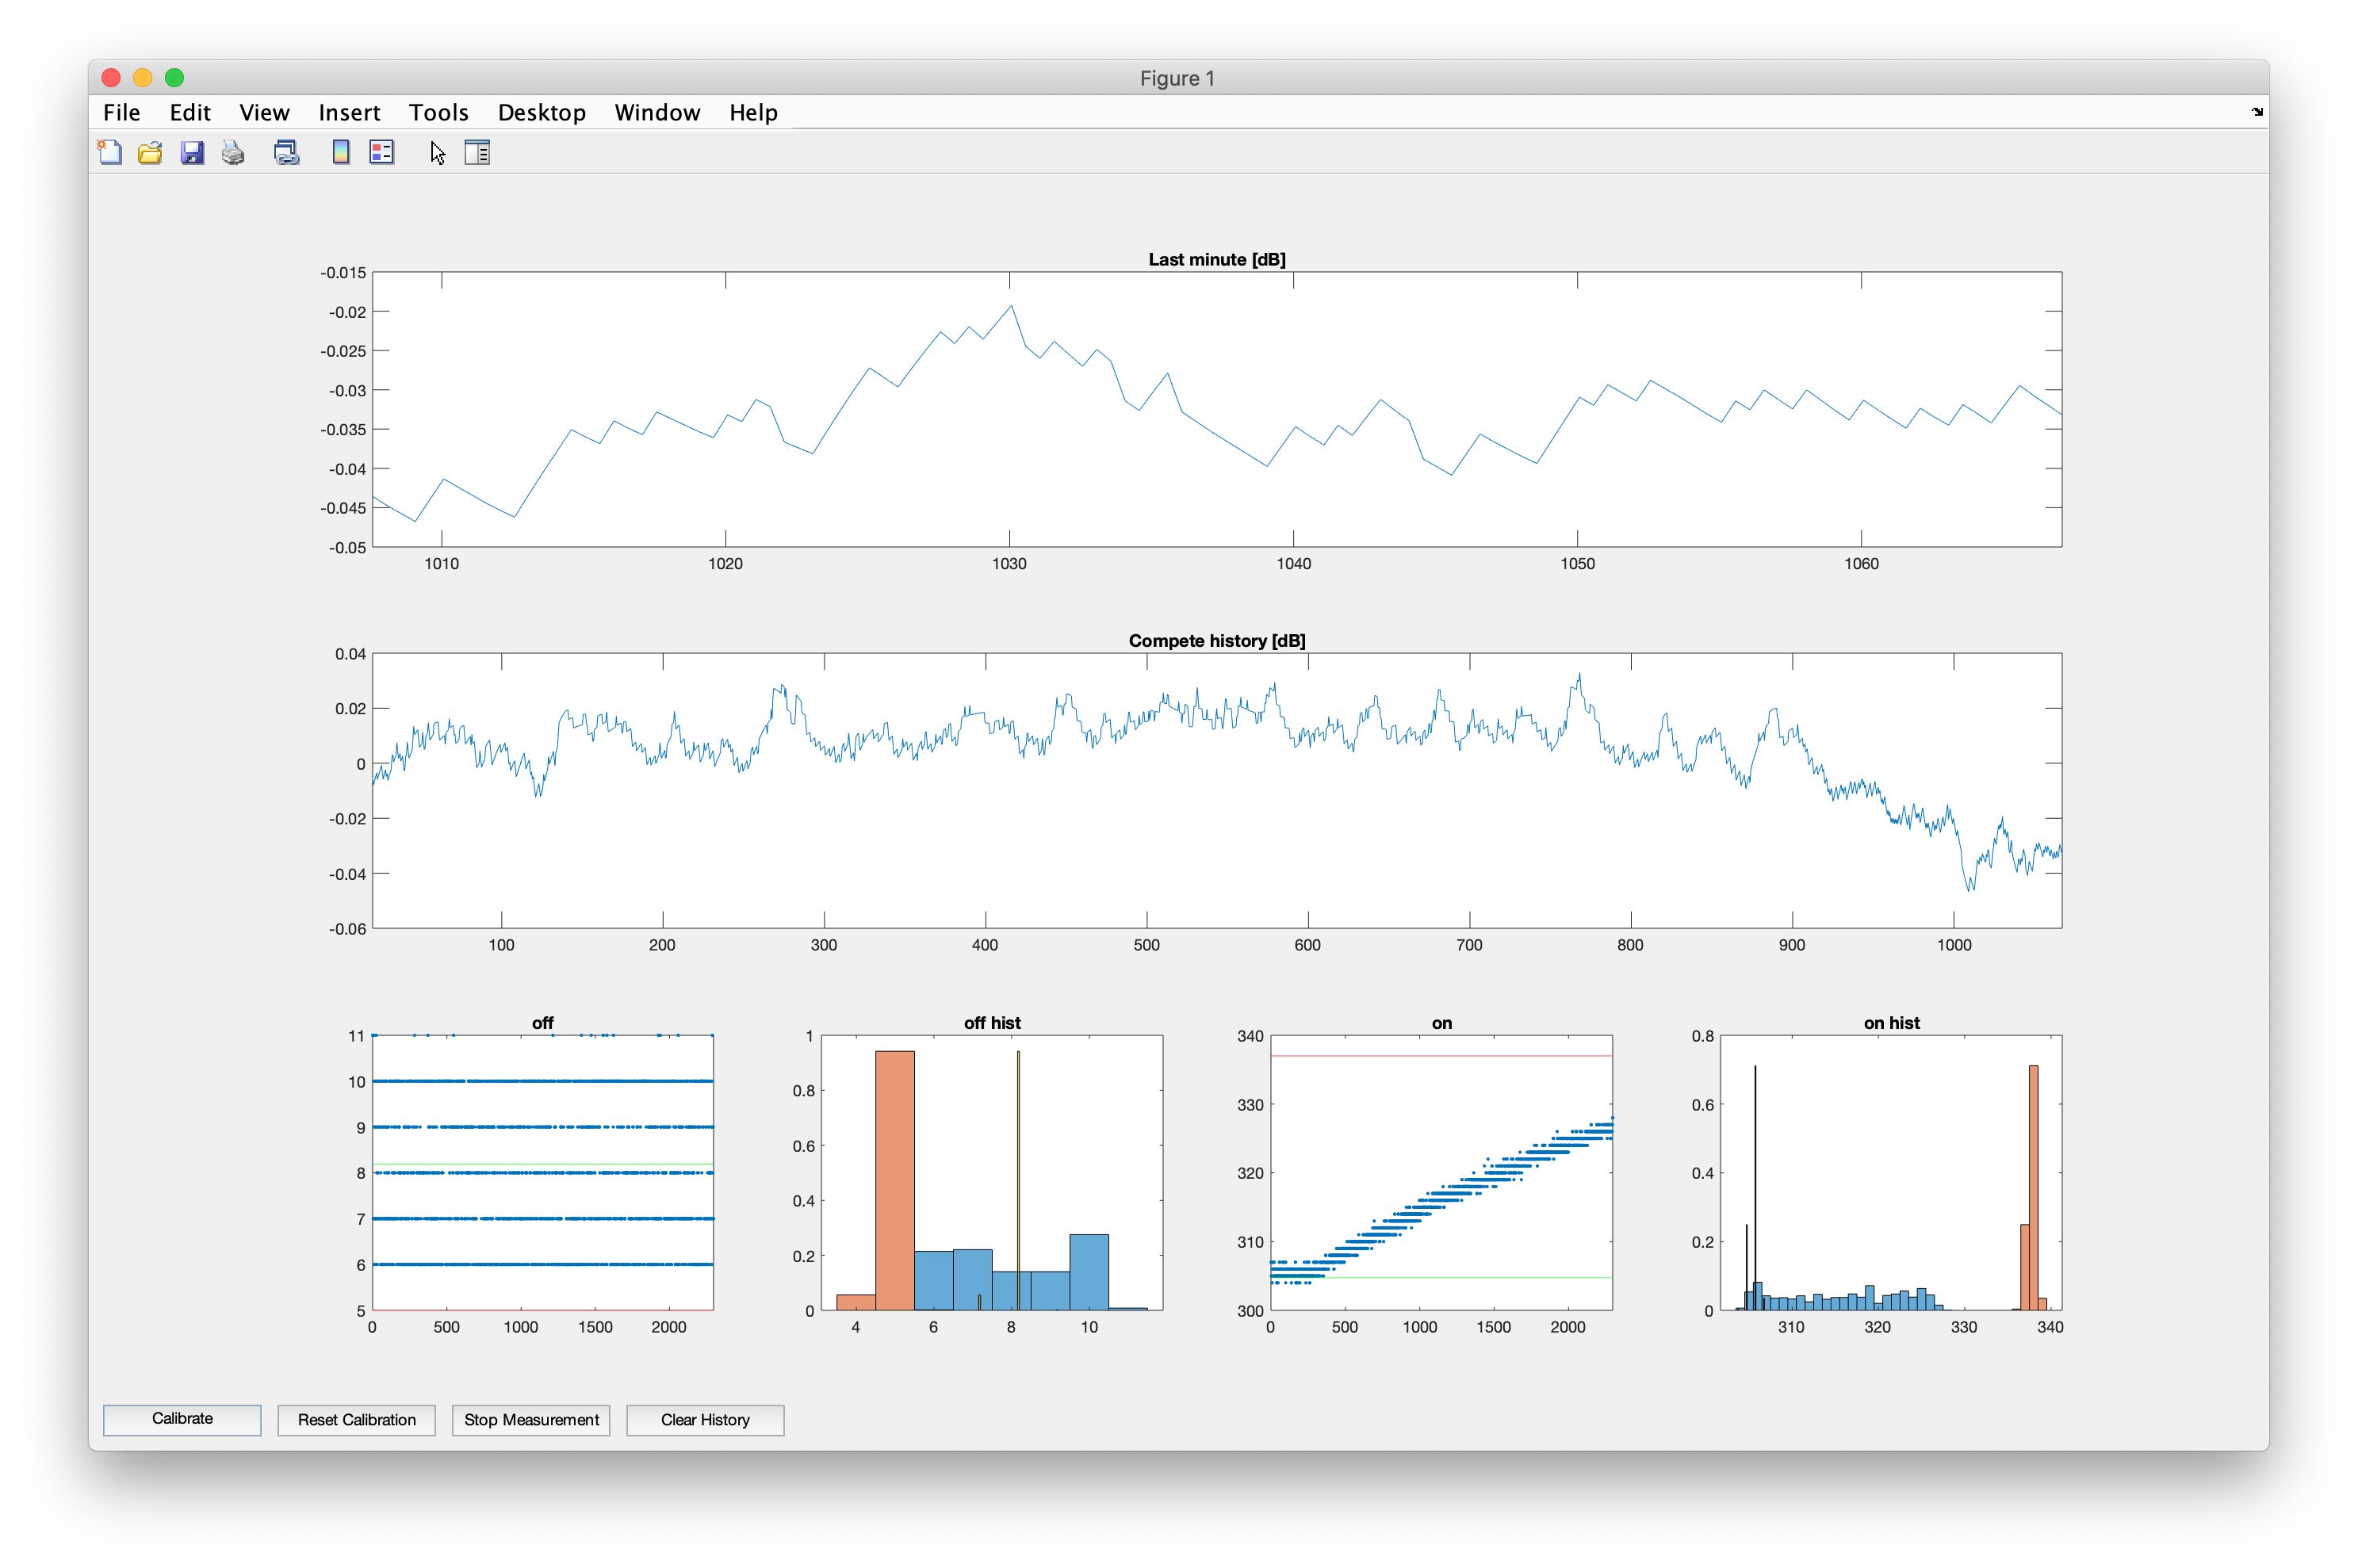 Figure 1
File Edit View Insert Tools Desktop Window Help
Last minute [dB]
-0.015
-0.02
-0.025
-0.03
-0.035
-0.04
-0.045
-0.05
1010 1020 1030 1040 1050 1060
Compete history [dB]
0.04
0.02
0
-0.02
-0.04
-0.06
100 200 300 400 500 600 700 800 900 1000
off
11
10
9
8
7
6
5
0 500 1000 1500 2000
off hist
1
0.8
0.6
0.4
0.2
0
4 6 8 10
on
340
330
320
310
300
0 500 1000 1500 2000
on hist
0.8
0.6
0.4
0.2
0
310 320 330 340
Calibrate Reset Calibration Stop Measurement Clear History